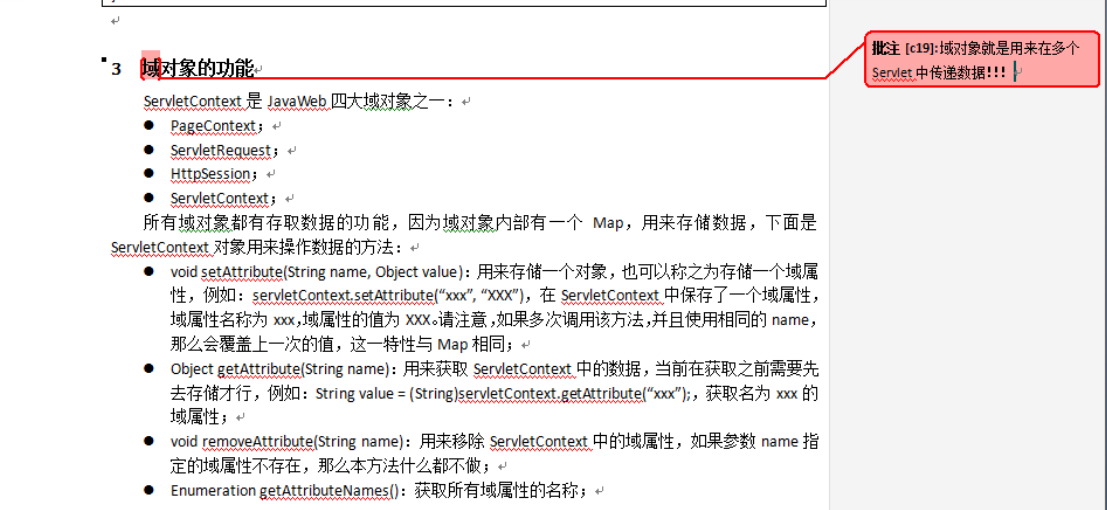 3 域对象的功能
批注 [c19]:域对象就是用来在多个
Servlet 中传递数据!!!
ServletContext 是 JavaWeb 四大域对象之一：
● PageContext；
● ServletRequest；
● HttpSession；
● ServletContext；
所有域对象都有存取数据的功能，因为域对象内部有一个 Map，用来存储数据，下面是
ServletContext 对象用来操作数据的方法：
● void setAttribute(String name, Object value)：用来存储一个对象，也可以称之为存储一个域属
性，例如：servletContext.setAttribute(“xxx”, “XXX”)，在 ServletContext 中保存了一个域属性，
域属性名称为 xxx,域属性的值为 XXX。请注意，如果多次调用该方法，并且使用相同的 name，
那么会覆盖上一次的值，这一特性与 Map 相同；
● Object getAttribute(String name)：用来获取 ServletContext 中的数据，当前在获取之前需要先
去存储才行，例如：String value = (String)servletContext.getAttribute(“xxx”);，获取名为 xxx 的
域属性；
● void removeAttribute(String name)：用来移除 ServletContext 中的域属性，如果参数 name 指
定的域属性不存在，那么本方法什么都不做；
● Enumeration getAttributeNames()：获取所有域属性的名称；